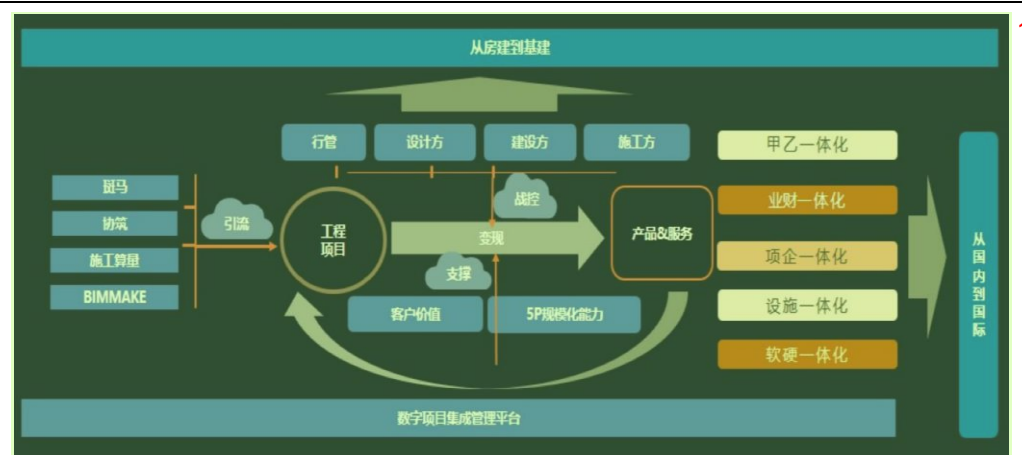 从房建到基建
行管
设计方
建设方
施工方
甲乙一体化
斑马
战控
业财一体化
协筑
引流
工程
项目
变现
产品&服务
从国内到国际
施工算量
支撑
项企一体化
BIMMAKE
客户价值
5P规模化能力
设施一体化
软硬一体化
数字项目集成管理平台